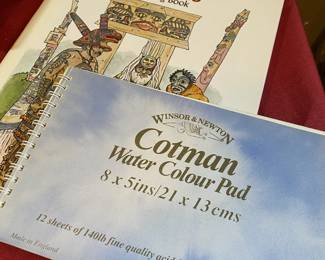 Book
WINSOR & NEWTON
Cotman
Water Colour Pad
8 x 5ins/21 x 13cms
12 sheets of 140lb fine quality acid
Made in England